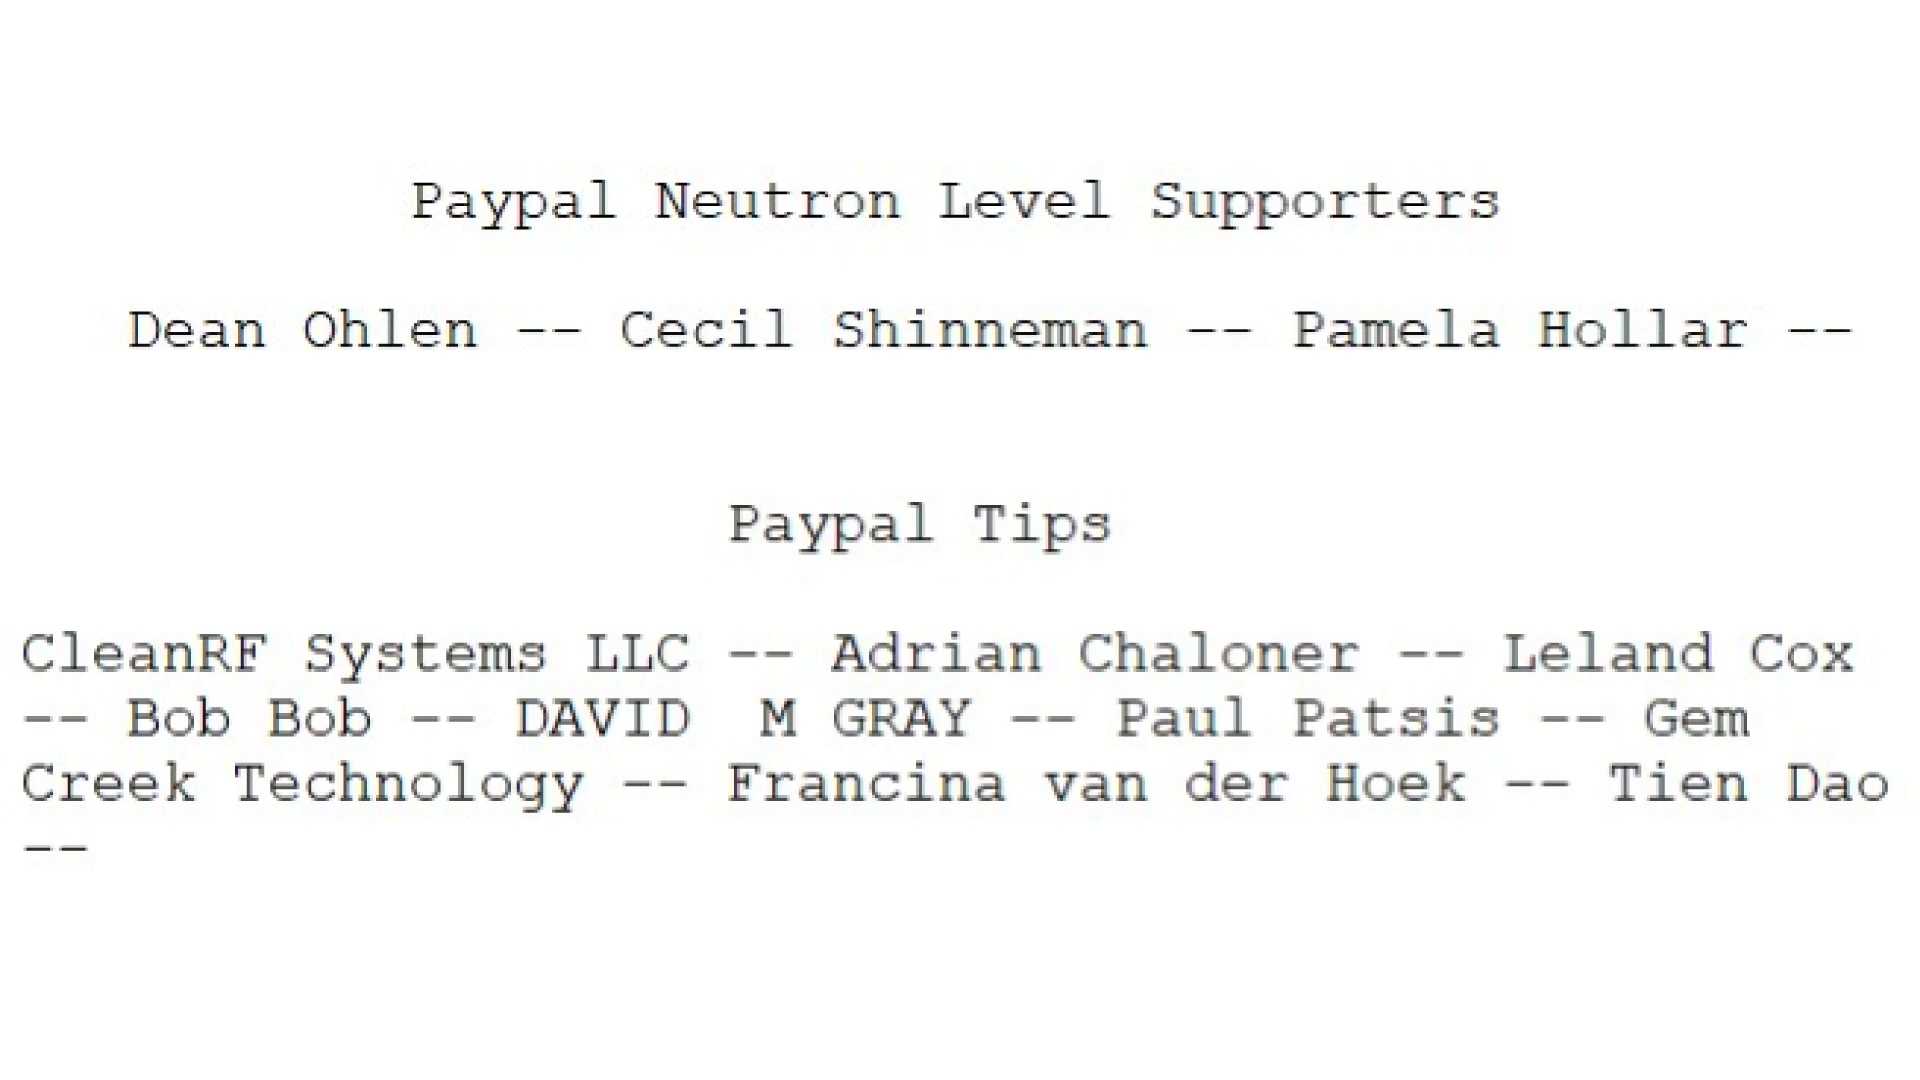 Paypal Neutron Level Supporters
Dean Ohlen -- Cecil Shinneman -- Pamela Hollar --
Paypal Tips
CleanRF Systems LLC -- Adrian Chaloner -- Leland Cox
-- Bob Bob -- DAVID  M GRAY -- Paul Patsis -- Gem
Creek Technology -- Francina van der Hoek -- Tien Dao
--